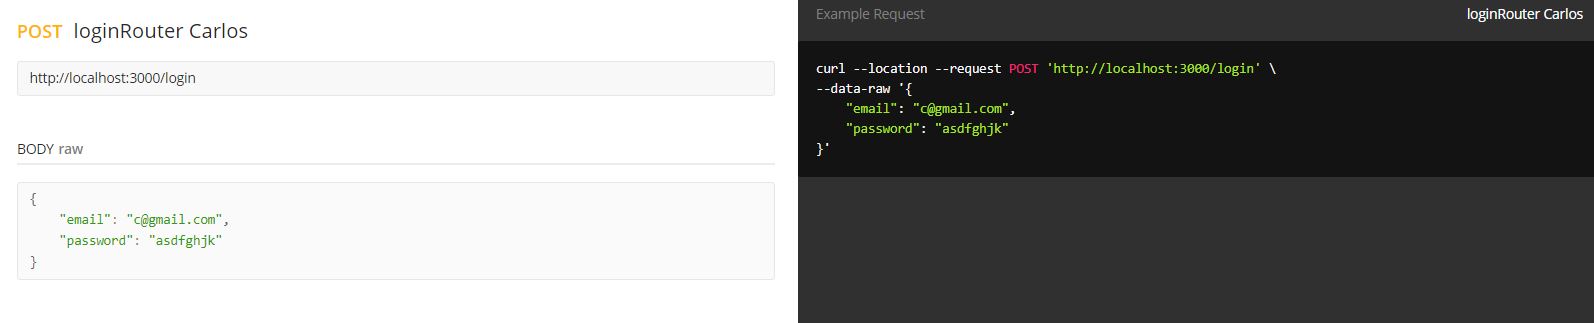 POST loginRouter Carlos
http://localhost:3000/login
BODY raw
{
    "email": "c@gmail.com",
    "password": "asdfghjk"
}
Example Request
loginRouter Carlos
curl --location --request POST 'http://localhost:3000/login' \
--data-raw '{
    "email": "c@gmail.com",
    "password": "asdfghjk"
}'